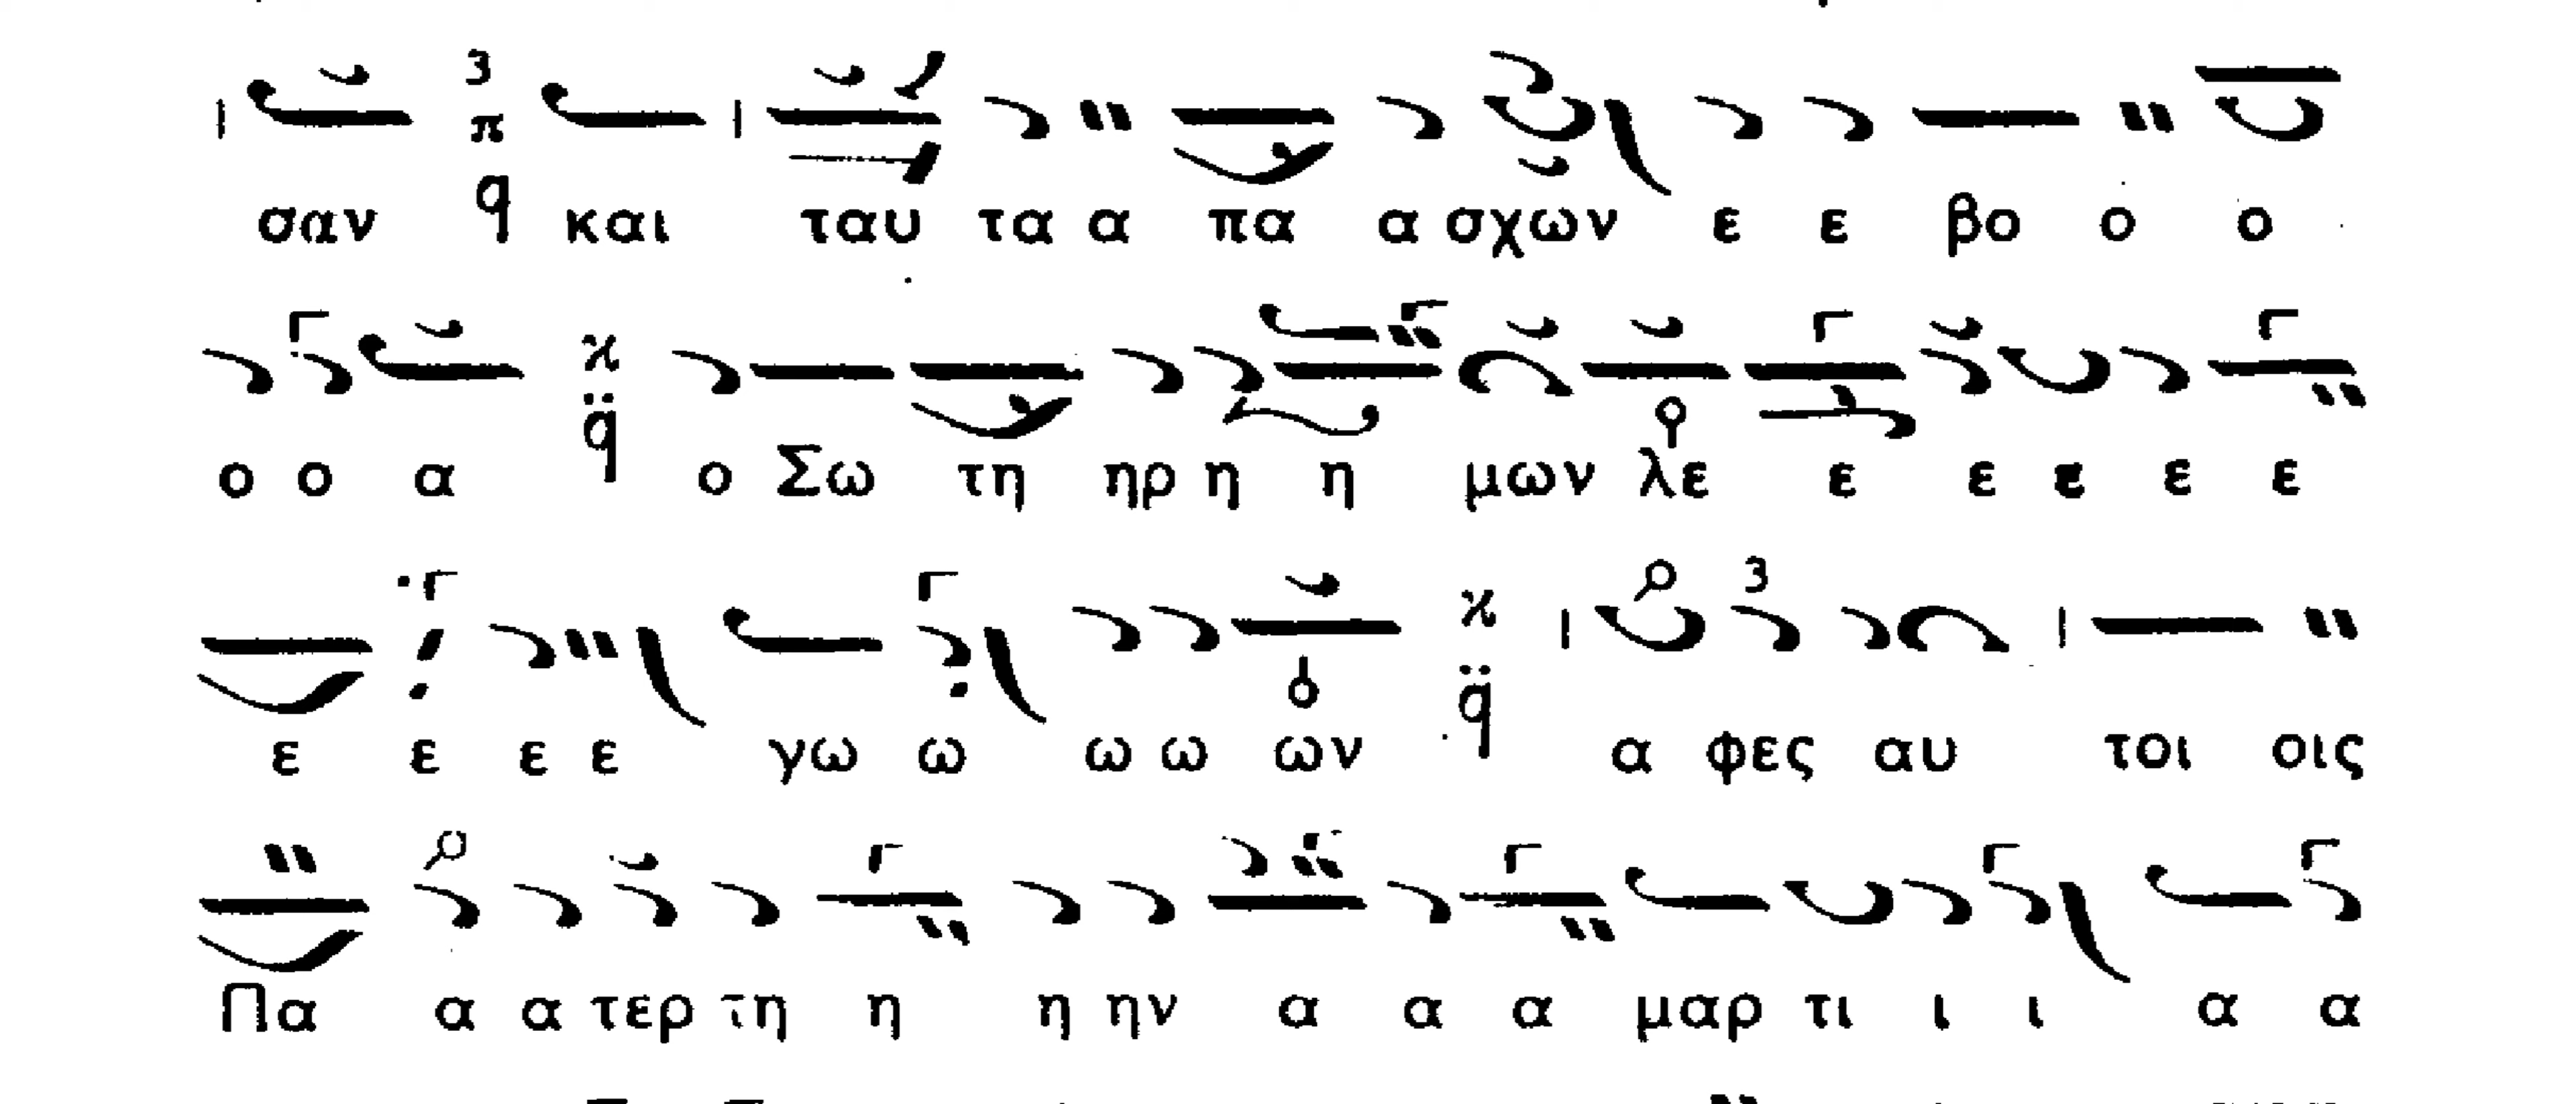 σαν π q και ταυ τα α πα α σχων ε ε βο ο ο
ο ο α q̈ ο Σω τη ηρ η η μων λε ε ε ε ε ε
ε ε ε ε γω ω ω ω ων q̈ α φες αυ τοι οις
Πα α α τερ τη η η ην α α α μαρ τι ι ι α α